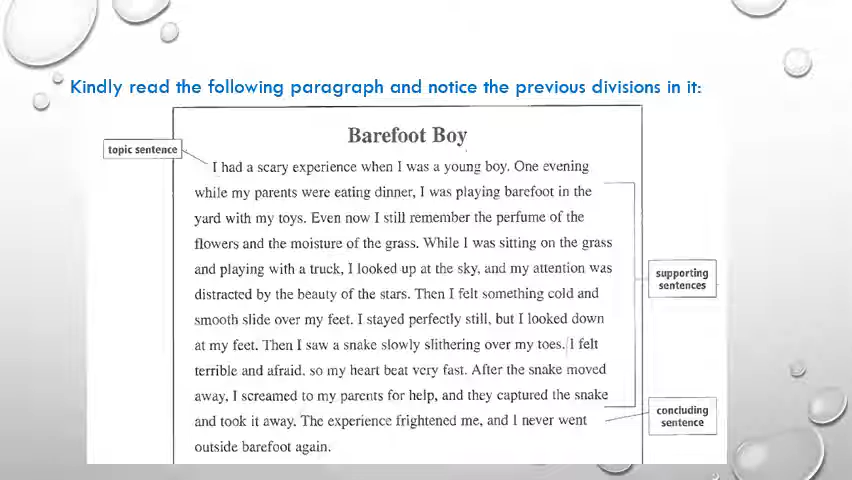 Kindly read the following paragraph and notice the previous divisions in it:
Barefoot Boy
topic sentence
I had a scary experience when I was a young boy. One evening
while my parents were eating dinner, I was playing barefoot in the
yard with my toys. Even now I still remember the perfume of the
flowers and the moisture of the grass. While I was sitting on the grass
and playing with a truck, I looked up at the sky, and my attention was
distracted by the beauty of the stars. Then I felt something cold and
smooth slide over my feet. I stayed perfectly still, but I looked down
at my feet. Then I saw a snake slowly slithering over my toes. I felt
terrible and afraid, so my heart beat very fast. After the snake moved
away, I screamed to my parents for help, and they captured the snake
and took it away. The experience frightened me, and I never went
outside barefoot again.
supporting
sentences
concluding
sentence